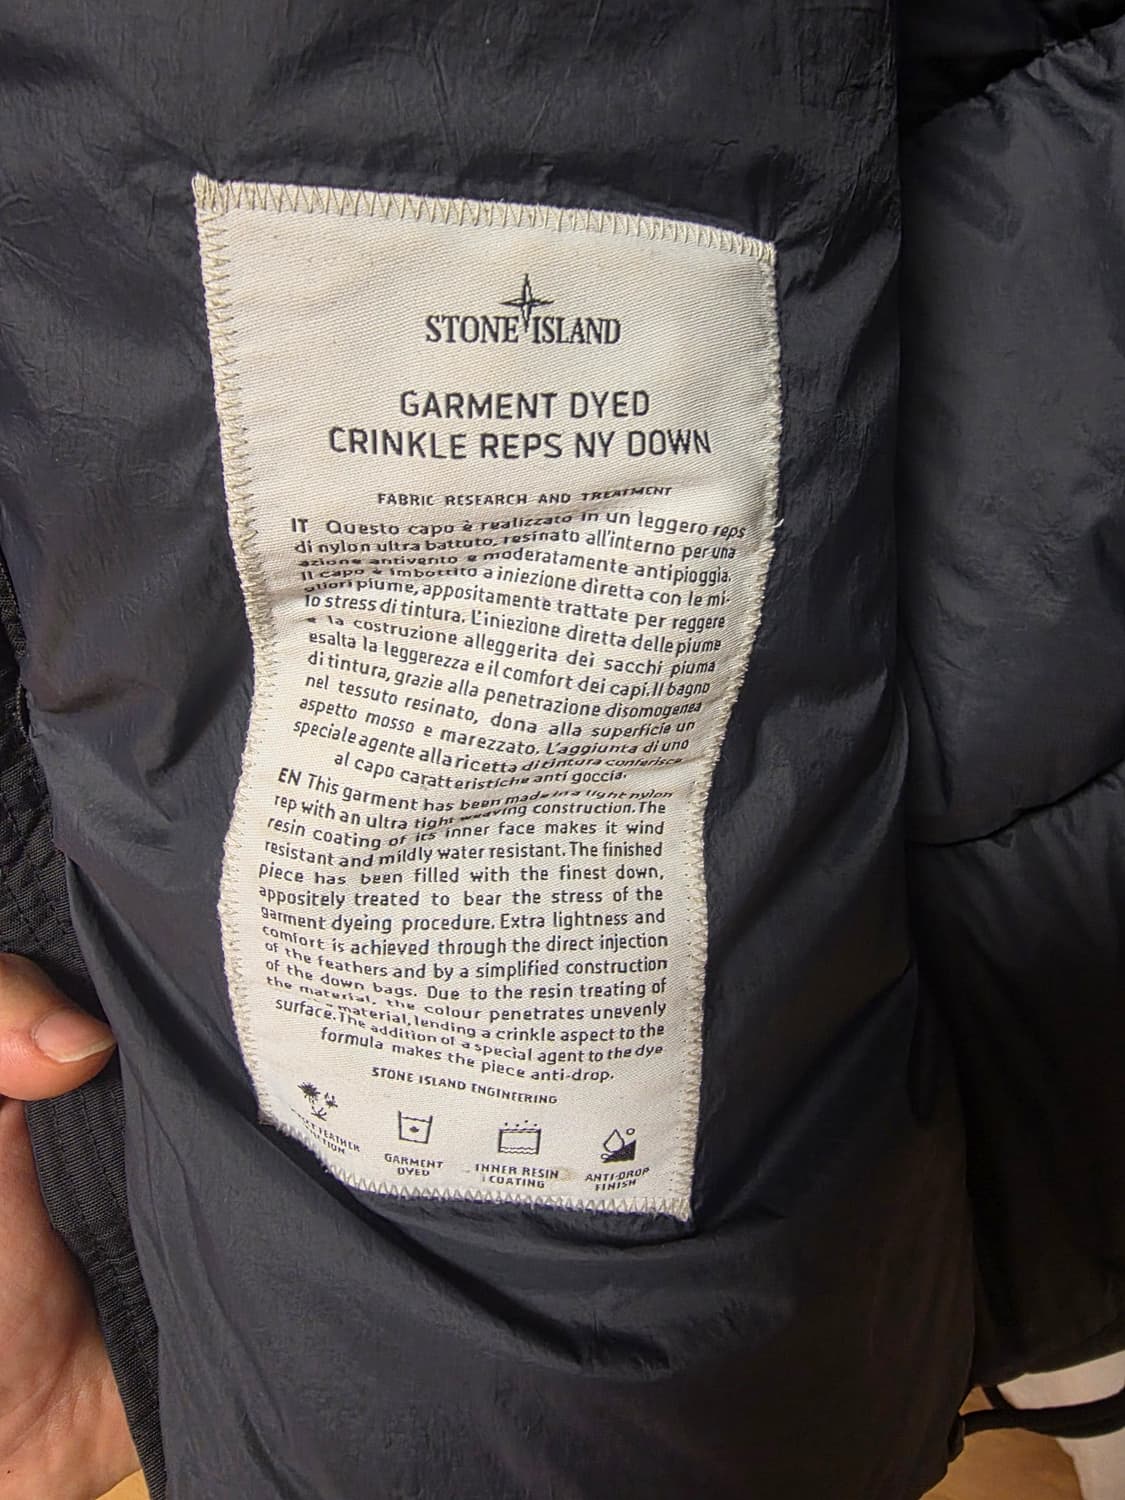 STONE ISLAND
GARMENT DYED
CRINKLE REPS NY DOWN
FABRIC RESEARCH AND TREATMENT
IT Questo capo è realizzato in un leggero reps
di nylon ultra battuto, resinato all'interno per una
azione antivento e moderatamente antipioggia.
Il capo è imbottito a iniezione diretta con le mi-
gliori piume, appositamente trattate per reggere
lo stress di tintura. L'iniezione diretta delle piume
e la costruzione alleggerita dei sacchi piuma
esalta la leggerezza e il comfort dei capi. Il bagno
di tintura, grazie alla penetrazione disomogenea
nel tessuto resinato, dona alla superficie un
aspetto mosso e marezzato. L'aggiunta di uno
speciale agente alla ricetta di tintura conferisce
al capo caratteristiche anti goccia.
EN This garment has been made in a light nylon
rep with an ultra tight weaving construction. The
resin coating of its inner face makes it wind
resistant and mildly water resistant. The finished
piece has been filled with the finest down,
appositely treated to bear the stress of the
garment dyeing procedure. Extra lightness and
comfort is achieved through the direct injection
of the feathers and by a simplified construction
of the down bags. Due to the resin treating of
the material, the colour penetrates unevenly
material, lending a crinkle aspect to the
surface. The addition of a special agent to the dye
formula makes the piece anti-drop.
STONE ISLAND ENGINEERING
FEATHER
GARMENT
DYED
INNER RESIN
COATING
ANTI-DROP
FINISH